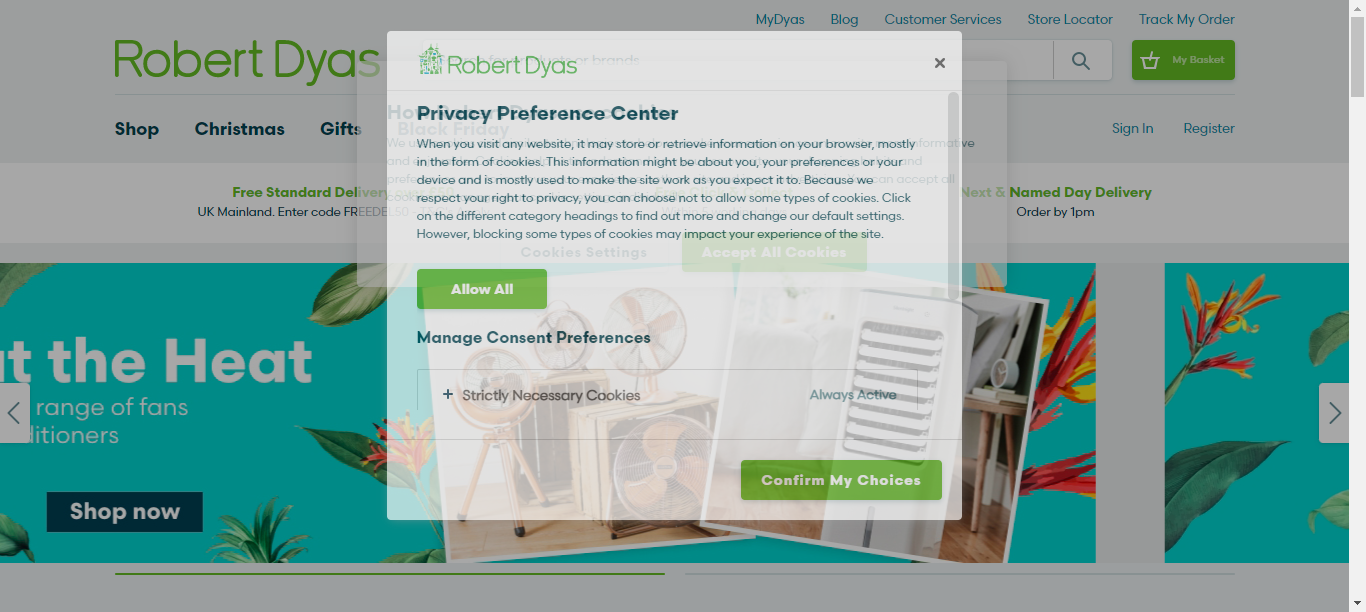 MyDyas Blog Customer Services Store Locator Track My Order
Robert Dyas
Robert Dyas
My Basket
Shop Christmas Gifts Black Friday
Sign In Register
Privacy Preference Center
When you visit any website, it may store or retrieve information on your browser, mostly
in the form of cookies. This information might be about you, your preferences or your
device and is mostly used to make the site work as you expect it to. Because we
respect your right to privacy, you can choose not to allow some types of cookies. Click
on the different category headings to find out more and change our default settings.
However, blocking some types of cookies may impact your experience of the site.
Free Standard Delivery
UK Mainland. Enter code FREEDEL50
Next & Named Day Delivery
Order by 1pm
Cookies Settings Accept All Cookies
Allow All
Manage Consent Preferences
+ Strictly Necessary Cookies Always Active
Confirm My Choices
t the Heat
range of fans
ditioners
Shop now